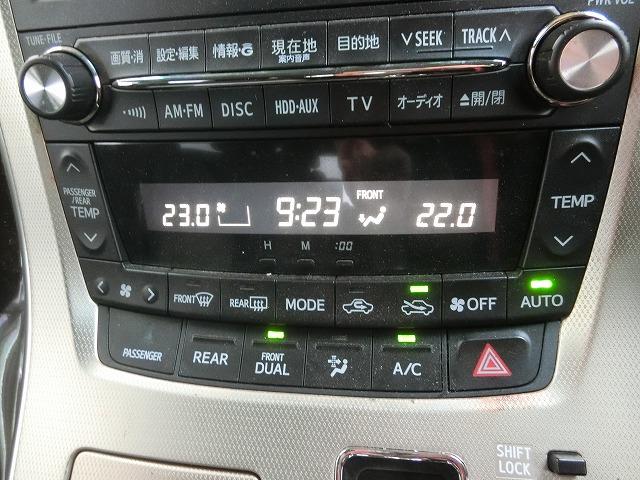 PWR·VOL
TUNE·FILE
画質・消 設定・編集 情報·G 現在地 目的地 ∨ SEEK TRACK ∧
案内音声
AM·FM DISC HDD·AUX TV オーディオ ▲開/閉
PASSENGER
/REAR
TEMP
TEMP
FRONT
23.0 9:23 22.0
H M :00
FRONT REAR MODE OFF AUTO
PASSENGER REAR FRONT DUAL A/C
SHIFT
LOCK